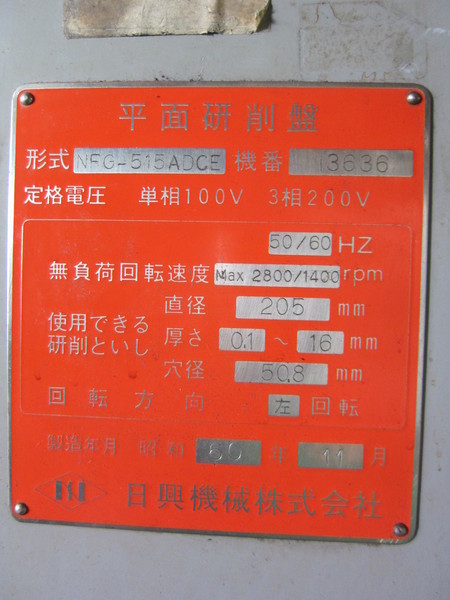 平面研削盤
形式 NFG-515ADCE 機番 13636
定格電圧 単相100V 3相200V
50/60 HZ
無負荷回転速度 Max 2800/1400 rpm
使用できる研削といし
直径 205 mm
厚さ 0.1 ~ 16 mm
穴径 50.8 mm
回転方向 左 回転
製造年月 昭和 60 年 11 月
日興機械株式会社